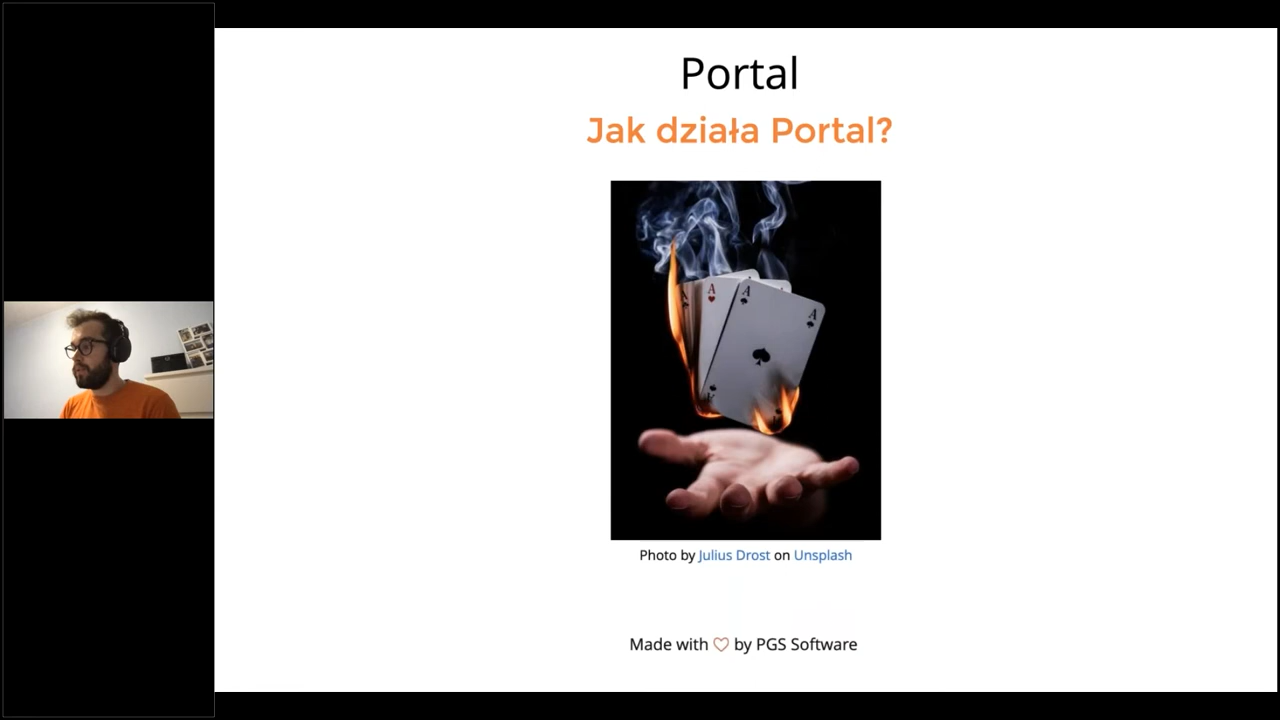 Portal
Jak działa Portal?
A
A
A
A
Photo by Julius Drost on Unsplash
Made with ♡ by PGS Software